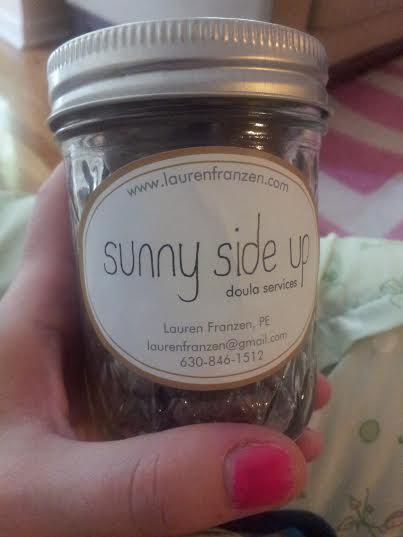 www.laurenfranzen.com
sunny side up
doula services
Lauren Franzen, PE
laurenfranzen@gmail.com
630-846-1512